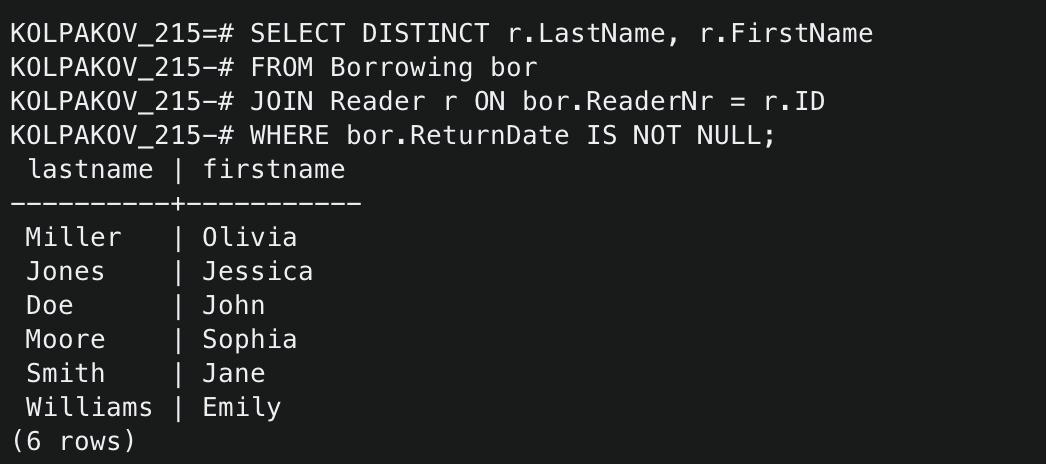 KOLPAKOV_215=# SELECT DISTINCT r.LastName, r.FirstName
KOLPAKOV_215-# FROM Borrowing bor
KOLPAKOV_215-# JOIN Reader r ON bor.ReaderNr = r.ID
KOLPAKOV_215-# WHERE bor.ReturnDate IS NOT NULL;
 lastname | firstname
----------+-----------
 Miller   | Olivia
 Jones    | Jessica
 Doe      | John
 Moore    | Sophia
 Smith    | Jane
 Williams | Emily
(6 rows)